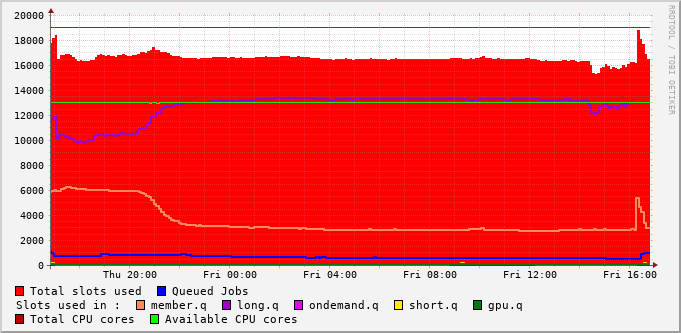 20000
18000
16000
14000
12000
10000
8000
6000
4000
2000
0
Thu 20:00 Fri 00:00 Fri 04:00 Fri 08:00 Fri 12:00 Fri 16:00
RRDTOOL / TOBI OETIKER
Total slots used Queued Jobs
Slots used in : member.q long.q ondemand.q short.q gpu.q
Total CPU cores Available CPU cores